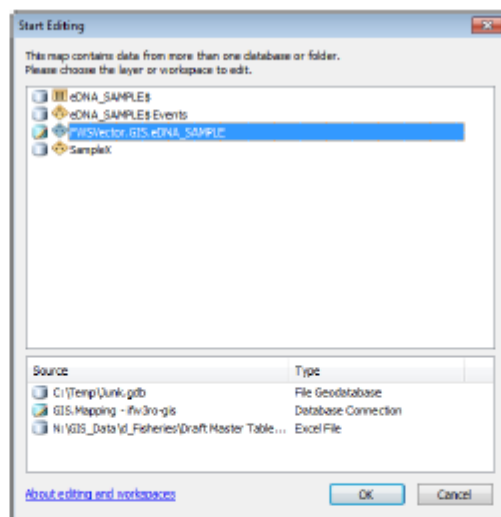 Start Editing
This map contains data from more than one database or folder.
Please choose the layer or workspace to edit.
eDNA_SAMPLE$
eDNA_SAMPLE$ Events
FWSVector.GIS.eDNA_SAMPLE
SampleX
Source Type
C:\Temp\Junk.gdb File Geodatabase
GIS.Mapping - ifw3ro-gis Database Connection
N:\GIS_Data\d_Fisheries\Draft Master Table... Excel File
About editing and workspaces OK Cancel